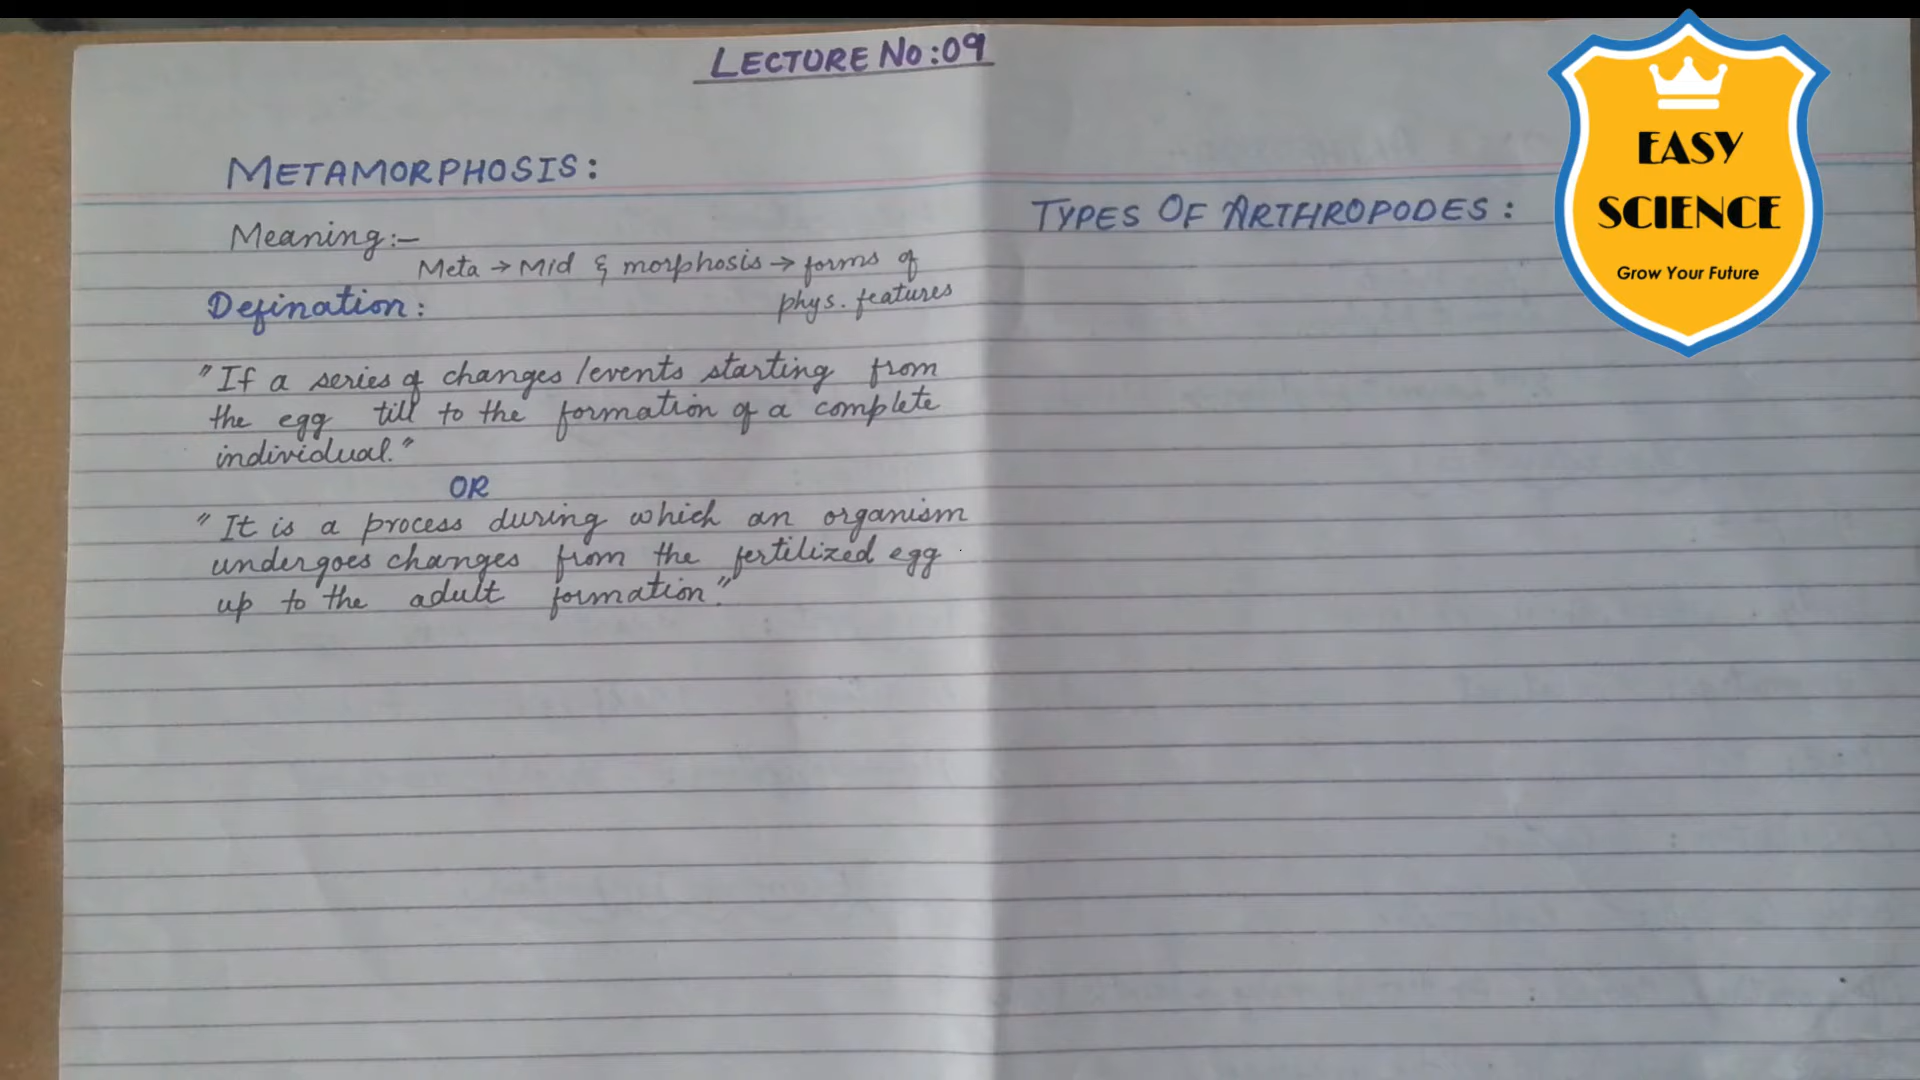 LECTURE NO:09
METAMORPHOSIS:
Meaning:-
Meta → Mid & morphosis → forms of
phys. features
Defination:
"If a series of changes/events starting from
the egg till to the formation of a complete
individual."
OR
"It is a process during which an organism
undergoes changes from the fertilized egg
up to the adult formation."
TYPES OF ARTHROPODES:
EASY
SCIENCE
Grow Your Future